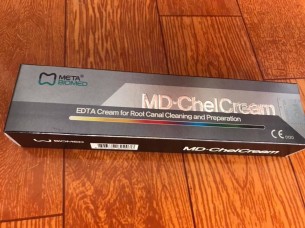 META®
BIOMED
MD-ChelCream
EDTA Cream for Root Canal Cleaning and Preparation
MD-ChelCream
CE